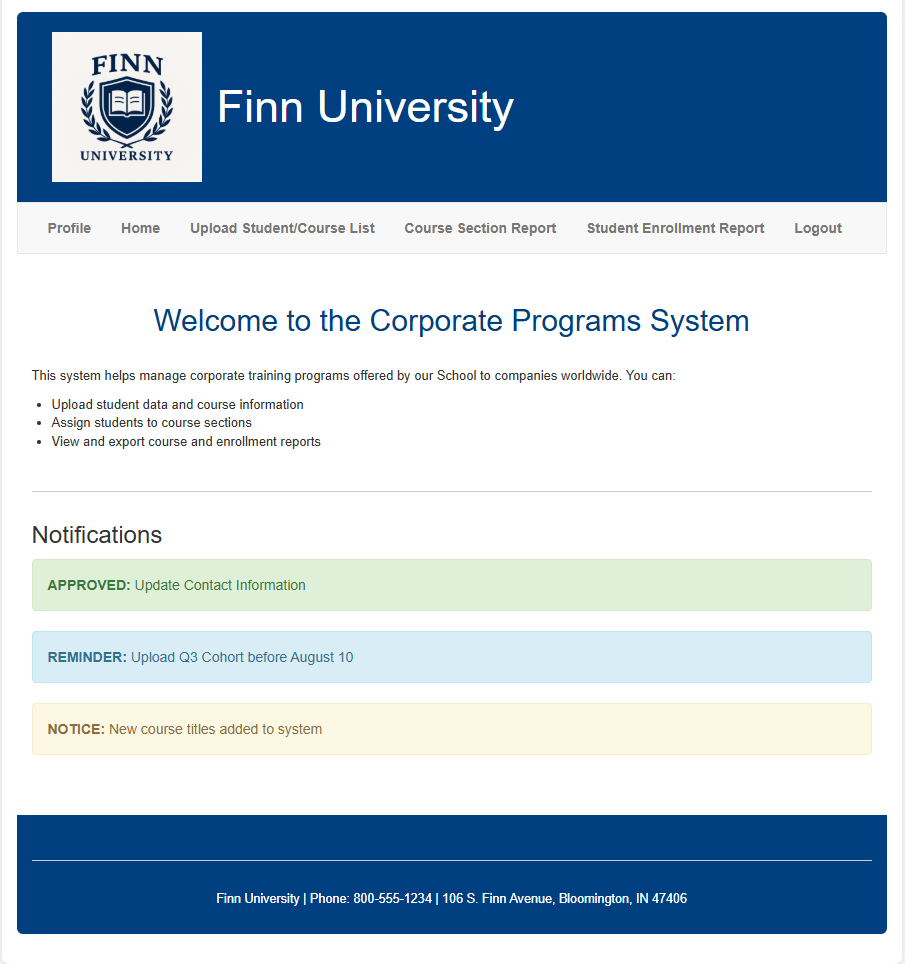 FINN
UNIVERSITY
Finn University
Profile Home Upload Student/Course List Course Section Report Student Enrollment Report Logout
Welcome to the Corporate Programs System
This system helps manage corporate training programs offered by our School to companies worldwide. You can:
• Upload student data and course information
• Assign students to course sections
• View and export course and enrollment reports
Notifications
APPROVED: Update Contact Information
REMINDER: Upload Q3 Cohort before August 10
NOTICE: New course titles added to system
Finn University | Phone: 800-555-1234 | 106 S. Finn Avenue, Bloomington, IN 47406